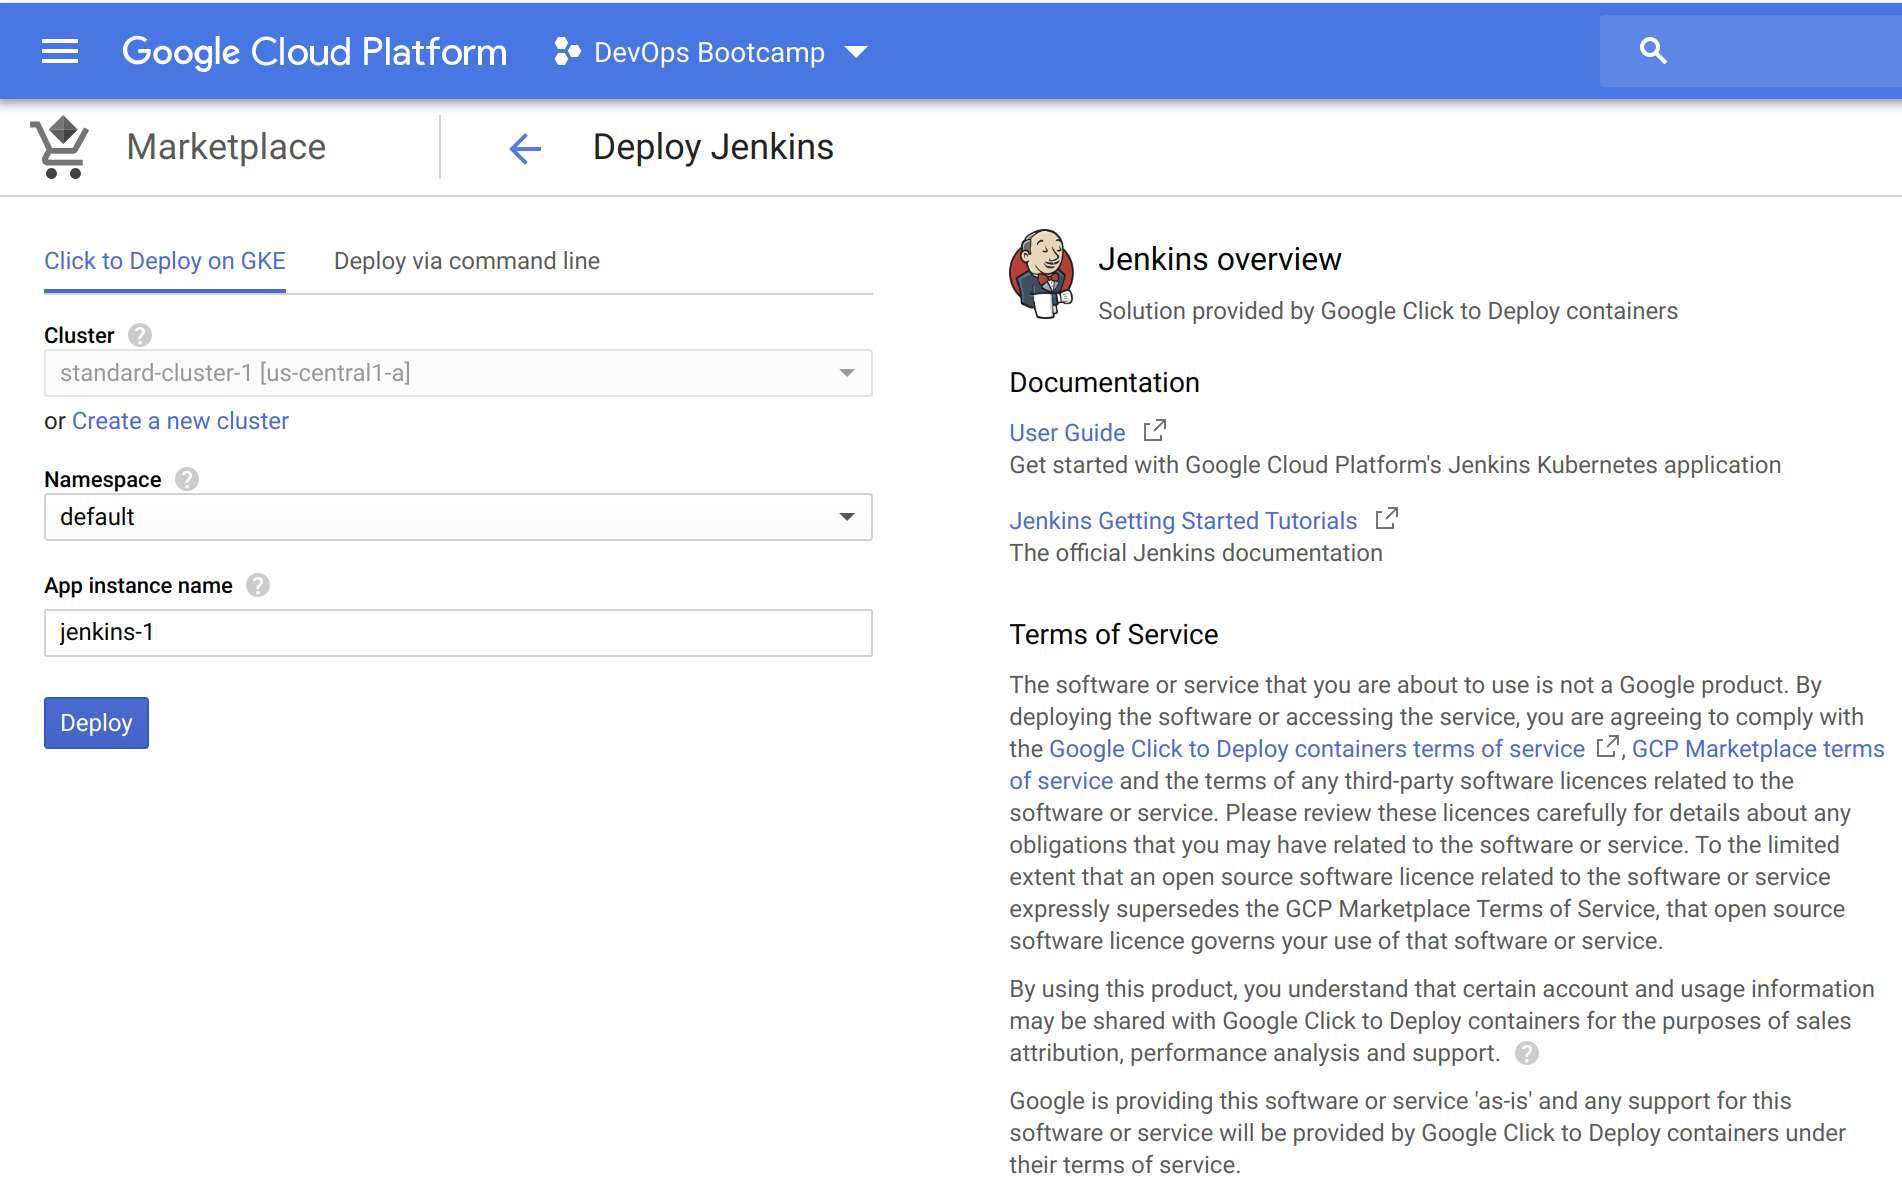 Google Cloud Platform
DevOps Bootcamp
Marketplace
Deploy Jenkins
Click to Deploy on GKE
Deploy via command line
Cluster ?
standard-cluster-1 [us-central1-a]
or Create a new cluster
Namespace ?
default
App instance name ?
jenkins-1
Deploy
Jenkins overview
Solution provided by Google Click to Deploy containers
Documentation
User Guide
Get started with Google Cloud Platform's Jenkins Kubernetes application
Jenkins Getting Started Tutorials
The official Jenkins documentation
Terms of Service
The software or service that you are about to use is not a Google product. By
deploying the software or accessing the service, you are agreeing to comply with
the Google Click to Deploy containers terms of service , GCP Marketplace terms
of service and the terms of any third-party software licences related to the
software or service. Please review these licences carefully for details about any
obligations that you may have related to the software or service. To the limited
extent that an open source software licence related to the software or service
expressly supersedes the GCP Marketplace Terms of Service, that open source
software licence governs your use of that software or service.
By using this product, you understand that certain account and usage information
may be shared with Google Click to Deploy containers for the purposes of sales
attribution, performance analysis and support. ?
Google is providing this software or service 'as-is' and any support for this
software or service will be provided by Google Click to Deploy containers under
their terms of service.